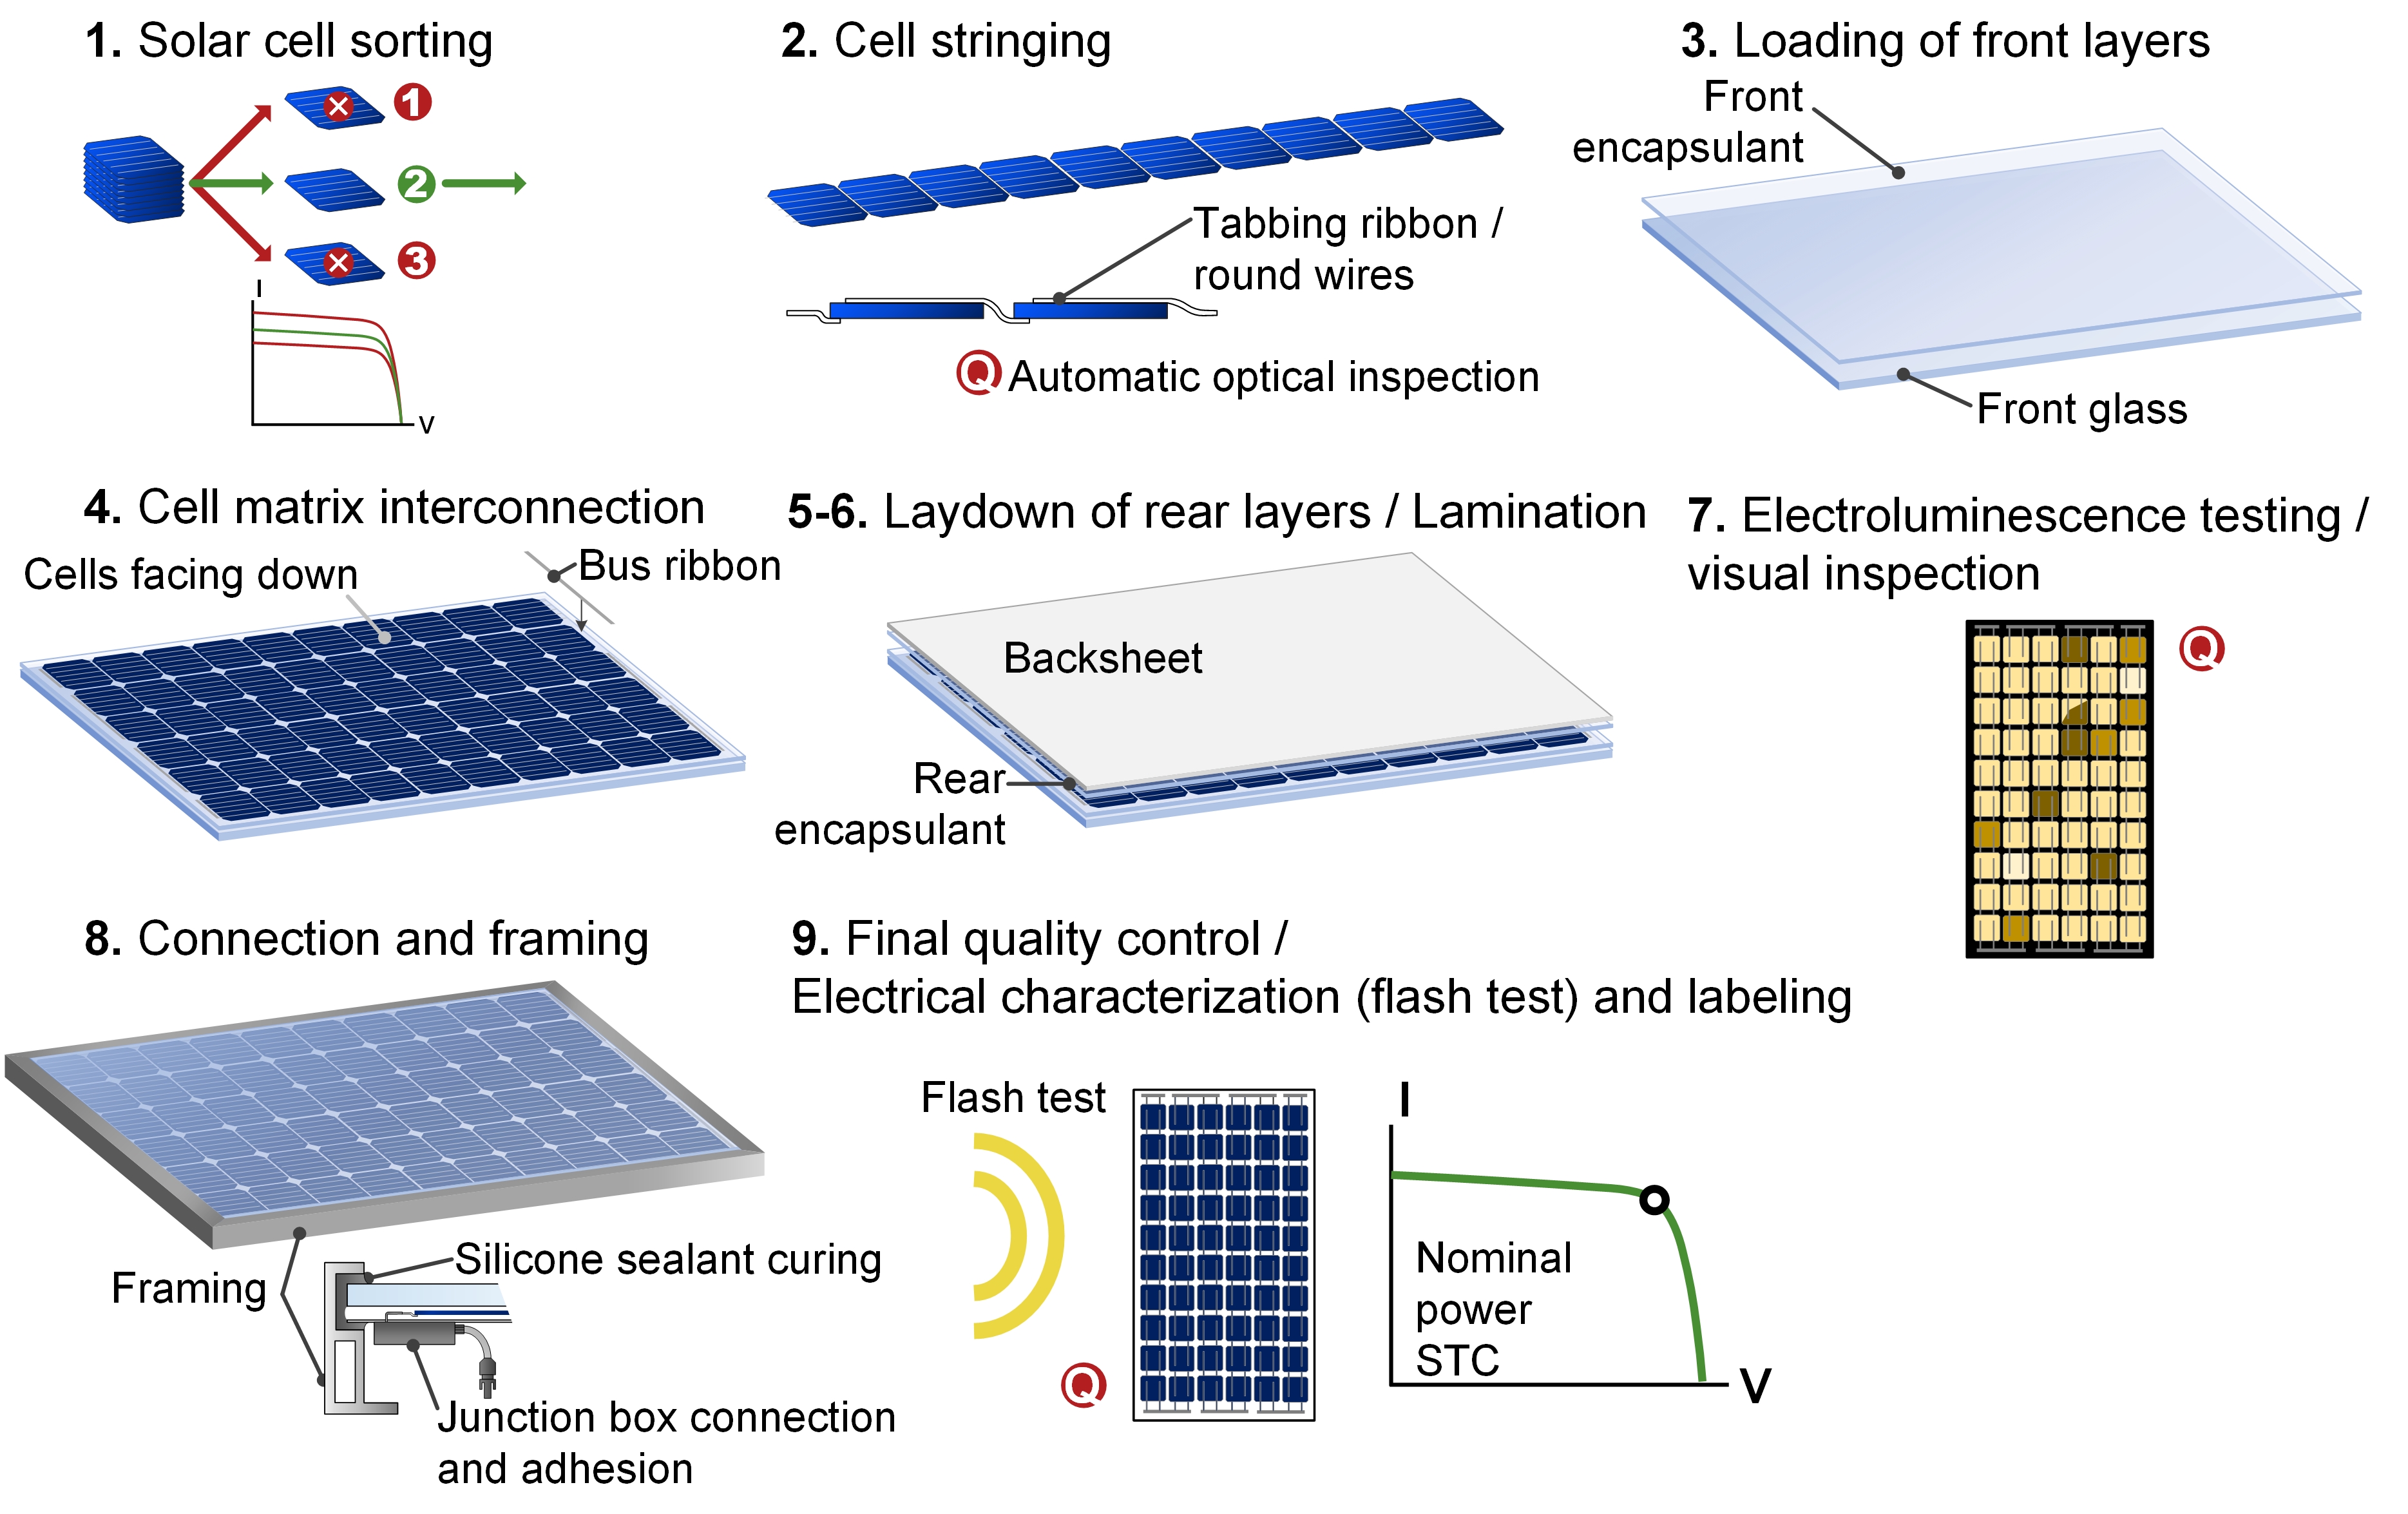 1. Solar cell sorting
1
2
3
I
V
2. Cell stringing
Tabbing ribbon /
round wires
Q Automatic optical inspection
3. Loading of front layers
Front
encapsulant
Front glass
4. Cell matrix interconnection
Cells facing down
Bus ribbon
5-6. Laydown of rear layers / Lamination
Backsheet
Rear
encapsulant
7. Electroluminescence testing /
visual inspection
Q
8. Connection and framing
Framing
Silicone sealant curing
Junction box connection
and adhesion
9. Final quality control /
Electrical characterization (flash test) and labeling
Flash test
Q
I
Nominal
power
STC
V